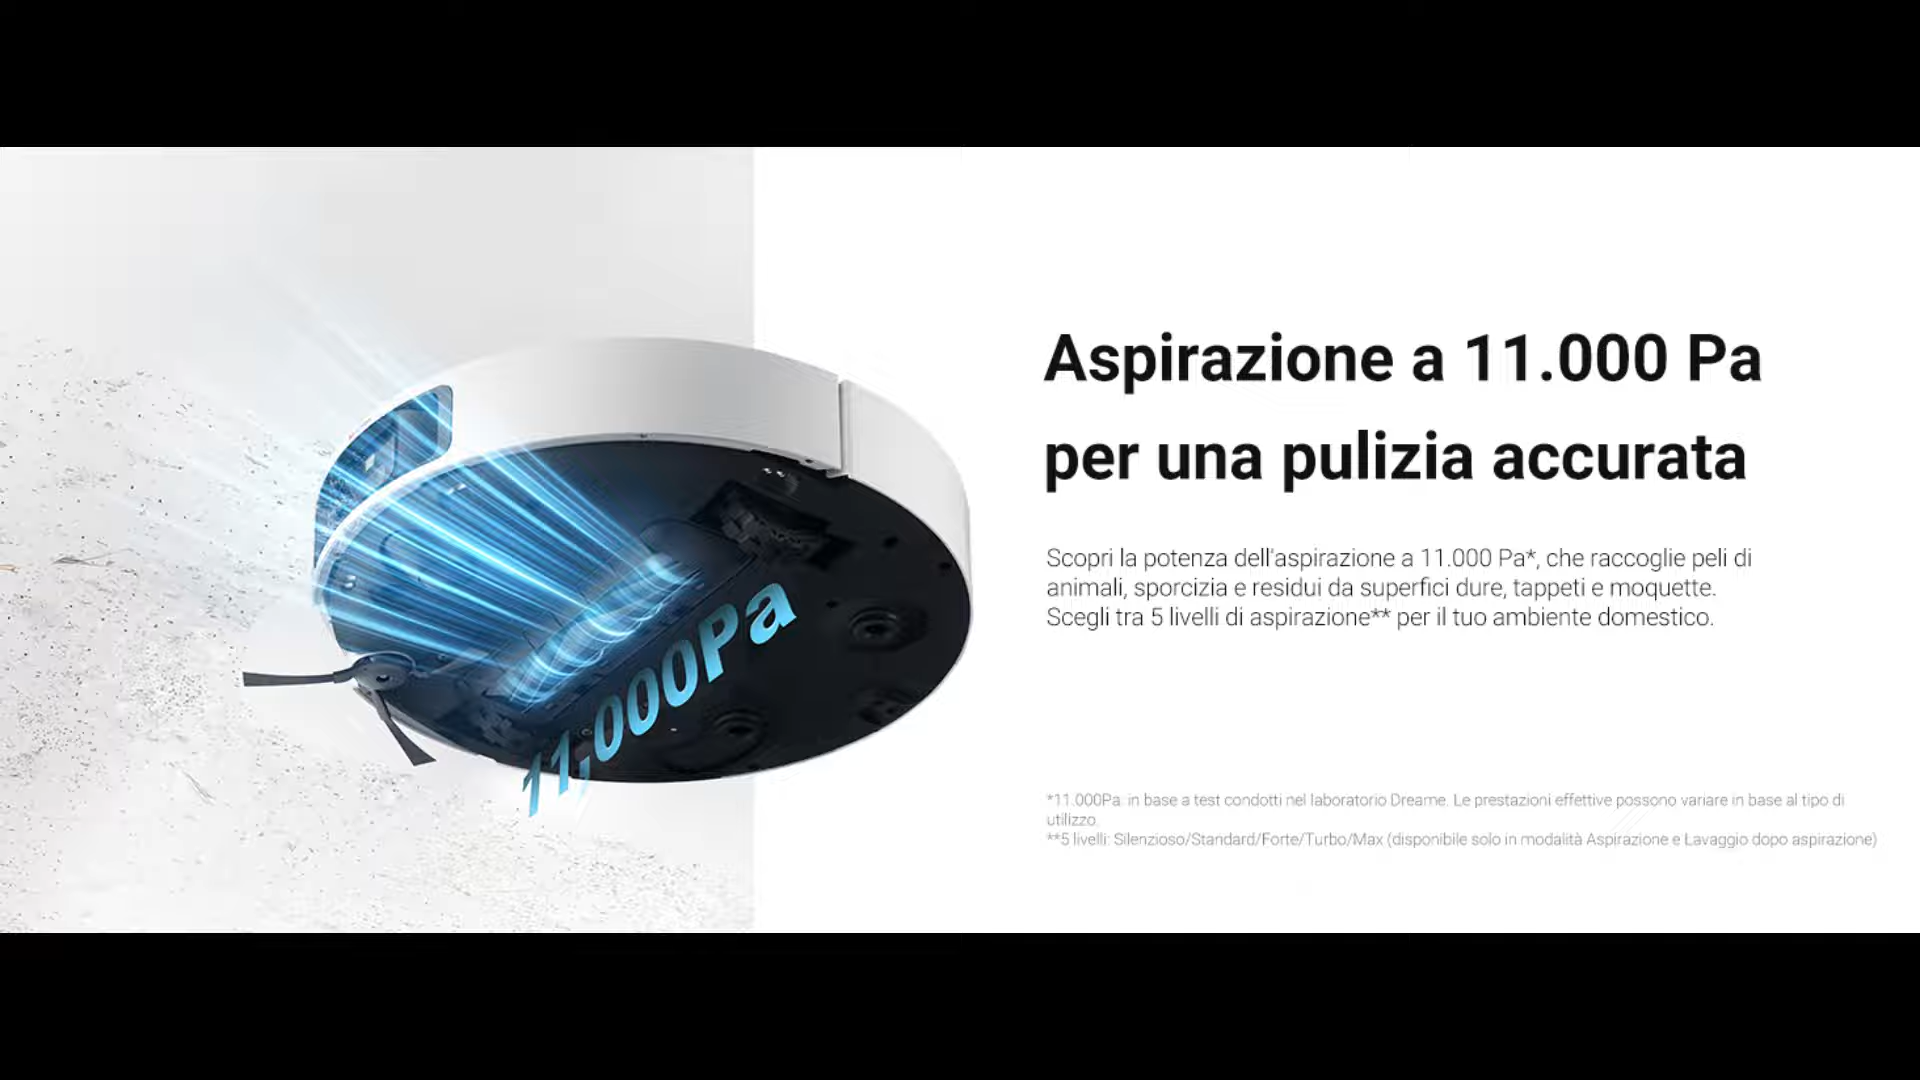 Aspirazione a 11.000 Pa
per una pulizia accurata
Scopri la potenza dell'aspirazione a 11.000 Pa*, che raccoglie peli di
animali, sporcizia e residui da superfici dure, tappeti e moquette.
Scegli tra 5 livelli di aspirazione** per il tuo ambiente domestico.
11,000Pa
*11.000Pa: in base a test condotti nel laboratorio Dreame. Le prestazioni effettive possono variare in base al tipo di
utilizzo.
**5 livelli: Silenzioso/Standard/Forte/Turbo/Max (disponibile solo in modalità Aspirazione e Lavaggio dopo aspirazione)